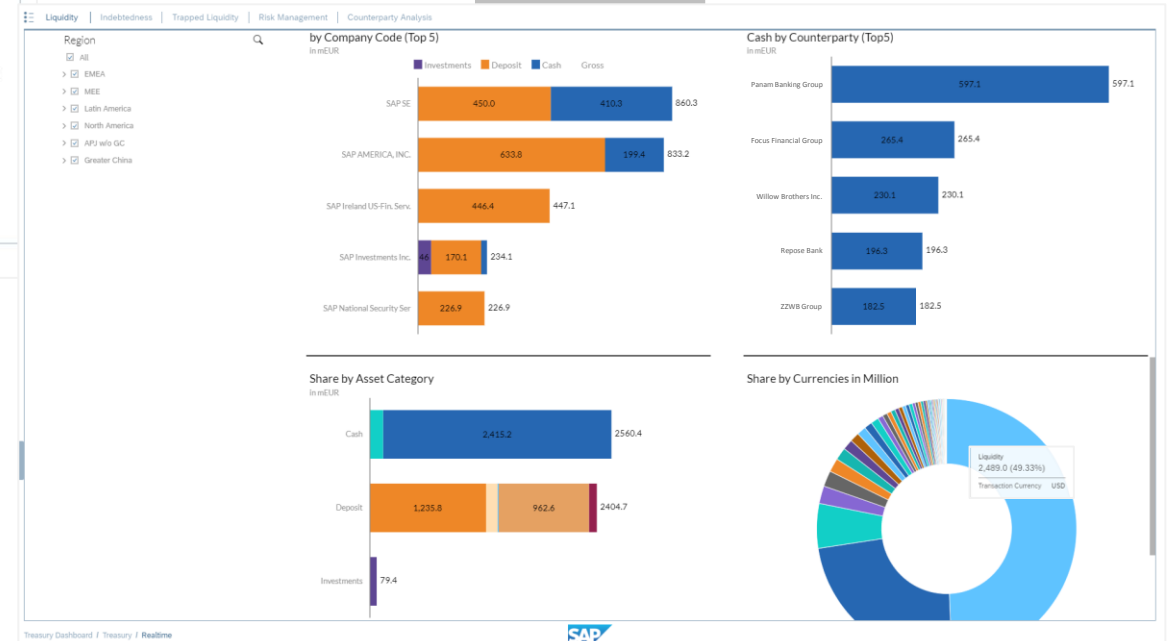 Liquidity | Indebtedness | Trapped Liquidity | Risk Management | Counterparty Analysis
Region
All
EMEA
MEE
Latin America
North America
APJ w/o GC
Greater China
by Company Code (Top 5)
in mEUR
Investments Deposit Cash Gross
SAP SE 450.0 410.3 860.3
SAP AMERICA, INC. 633.8 199.4 833.2
SAP Ireland US-Fin. Serv. 446.4 447.1
SAP Investments Inc. 46 170.1 234.1
SAP National Security Ser 226.9 226.9
Cash by Counterparty (Top5)
in mEUR
Panam Banking Group 597.1 597.1
Focus Financial Group 265.4 265.4
Willow Brothers Inc. 230.1 230.1
Repose Bank 196.3 196.3
ZZWB Group 182.5 182.5
Share by Asset Category
in mEUR
Cash 2,415.2 2560.4
Deposit 1,235.8 962.6 2404.7
Investments 79.4
Share by Currencies in Million
Liquidity
2,489.0 (49.33%)
Transaction Currency USD
Treasury Dashboard / Treasury / Realtime
SAP